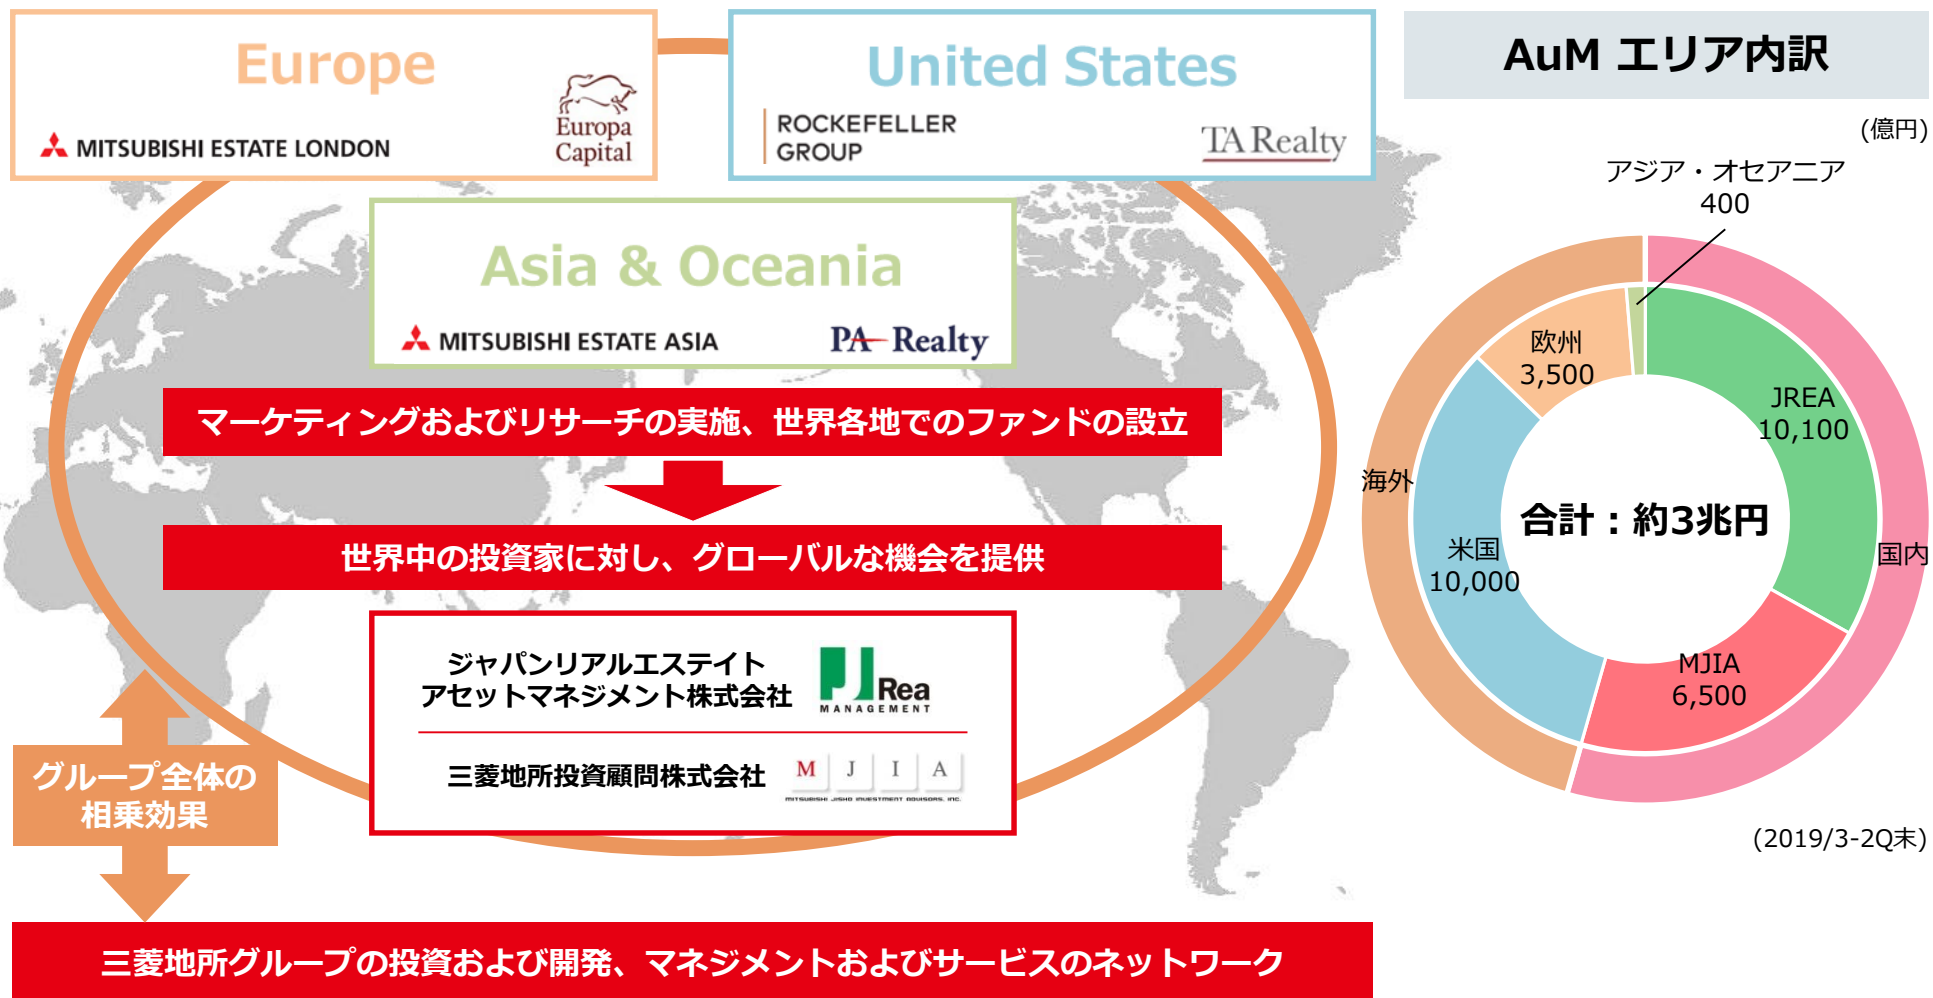 Europe
MITSUBISHI ESTATE LONDON
Europa
Capital
United States
ROCKEFELLER
GROUP
TA Realty
Asia & Oceania
MITSUBISHI ESTATE ASIA
PA Realty
マーケティングおよびリサーチの実施、世界各地でのファンドの設立
世界中の投資家に対し、グローバルな機会を提供
ジャパンリアルエステイト
アセットマネジメント株式会社
J Rea
MANAGEMENT
三菱地所投資顧問株式会社
M J I A
MITSUBISHI JISHO INVESTMENT ADVISORS, INC.
グループ全体の
相乗効果
三菱地所グループの投資および開発、マネジメントおよびサービスのネットワーク
AuM エリア内訳
(億円)
アジア・オセアニア
400
欧州
3,500
JREA
10,100
海外
合計：約3兆円
米国
10,000
国内
MJIA
6,500
(2019/3-2Q末)